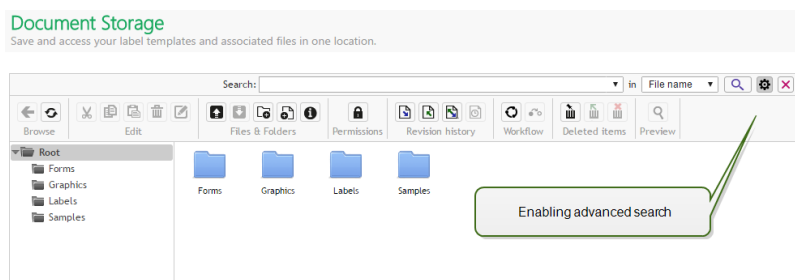 Document Storage
Save and access your label templates and associated files in one location.
Search: in File name
Browse Edit Files & Folders Permissions Revision history Workflow Deleted items Preview
Root
Forms
Graphics
Labels
Samples
Forms Graphics Labels Samples
Enabling advanced search